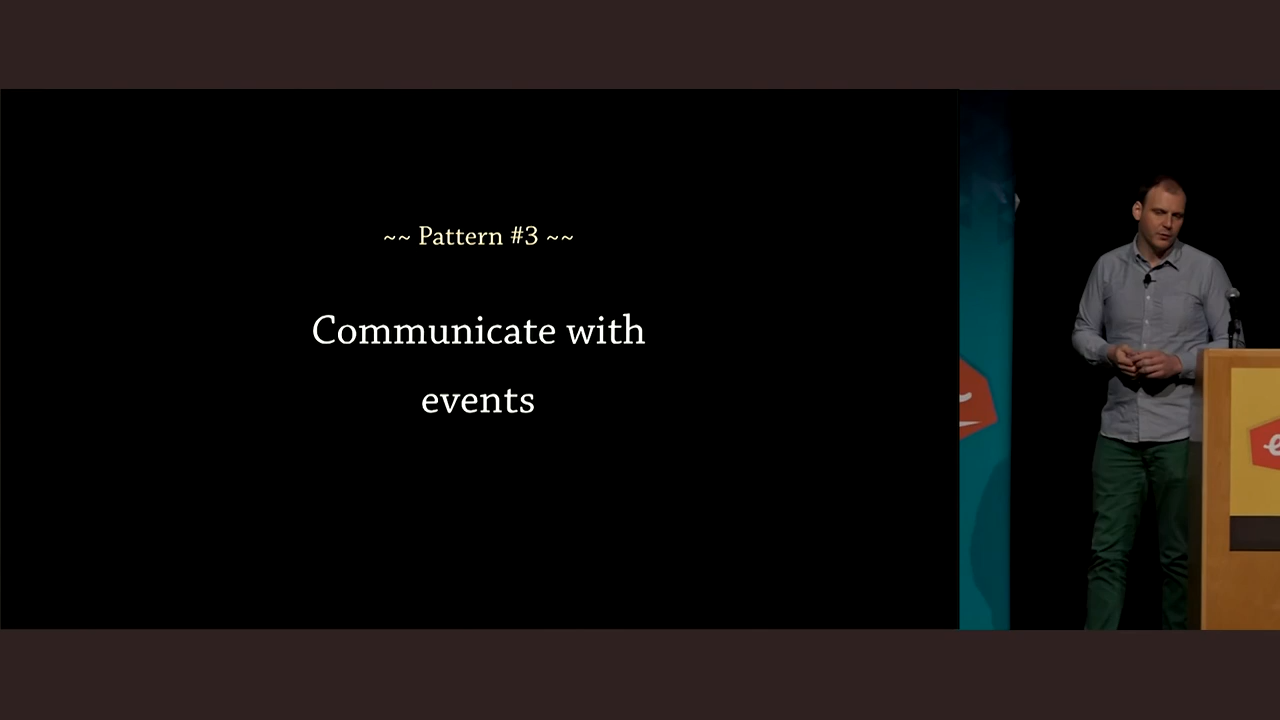 ~~ Pattern #3 ~~
Communicate with
events